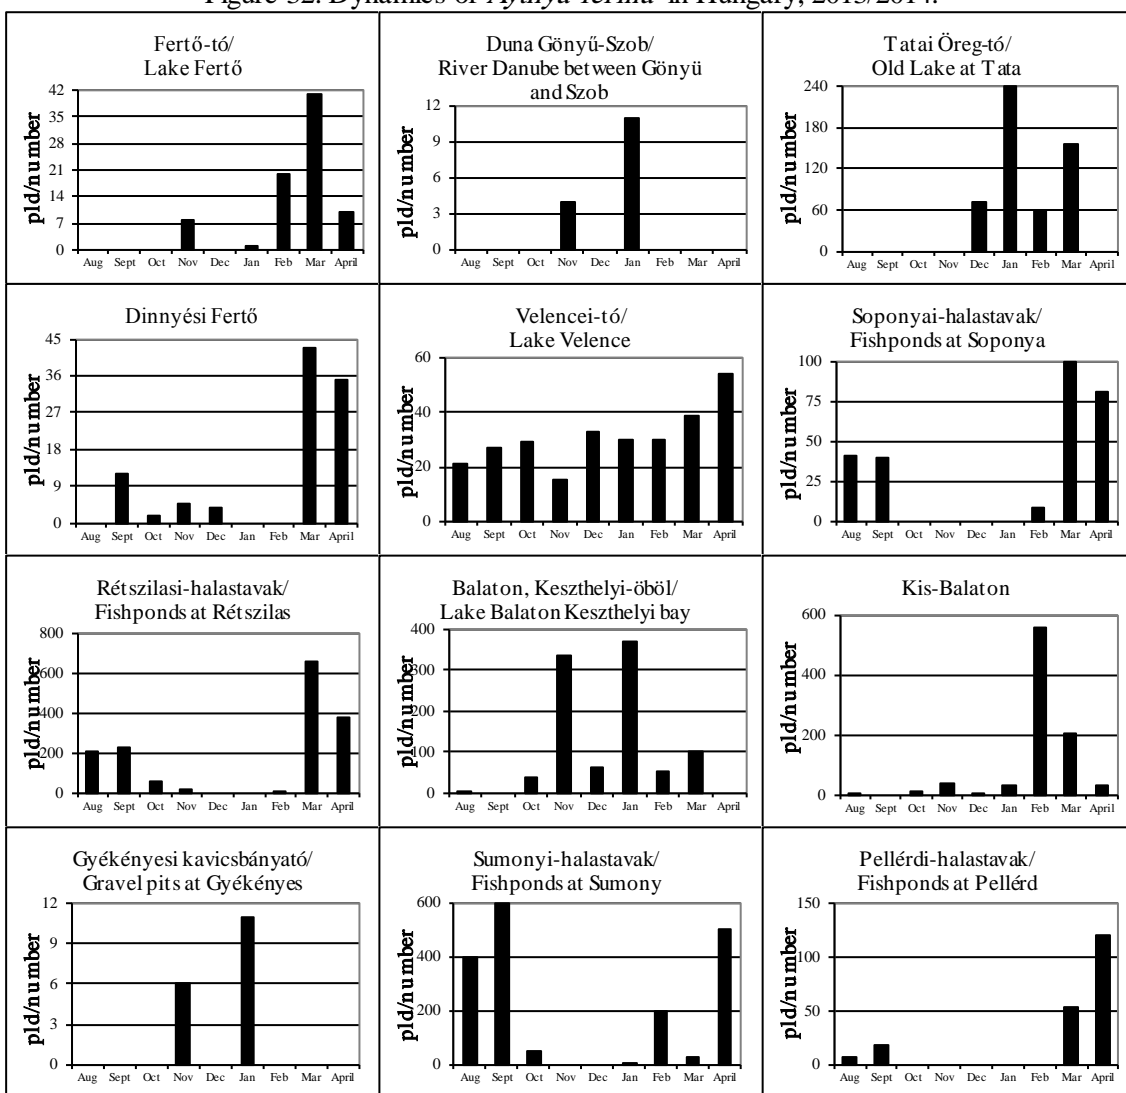 Figure 32. Dynamics of Aythya ferina in Hungary, 2013/2014.
Fertő-tó/
Lake Fertő
pld/number
42
35
28
21
14
7
0
Aug Sept Oct Nov Dec Jan Feb Mar April
Duna Gönyű-Szob/
River Danube between Gönyü
and Szob
pld/number
12
9
6
3
0
Aug Sept Oct Nov Dec Jan Feb Mar April
Tatai Öreg-tó/
Old Lake at Tata
pld/number
240
180
120
60
0
Aug Sept Oct Nov Dec Jan Feb Mar April
Dinnyési Fertő
pld/number
45
36
27
18
9
0
Aug Sept Oct Nov Dec Jan Feb Mar April
Velencei-tó/
Lake Velence
pld/number
60
40
20
0
Aug Sept Oct Nov Dec Jan Feb Mar April
Soponyai-halastavak/
Fishponds at Soponya
pld/number
100
75
50
25
0
Aug Sept Oct Nov Dec Jan Feb Mar April
Rétszilasi-halastavak/
Fishponds at Rétszilas
pld/number
800
600
400
200
0
Aug Sept Oct Nov Dec Jan Feb Mar April
Balaton, Keszthelyi-öböl/
Lake Balaton Keszthelyi bay
pld/number
400
300
200
100
0
Aug Sept Oct Nov Dec Jan Feb Mar April
Kis-Balaton
pld/number
600
400
200
0
Aug Sept Oct Nov Dec Jan Feb Mar April
Gyékényesi kavicsbányató/
Gravel pits at Gyékényes
pld/number
12
9
6
3
0
Aug Sept Oct Nov Dec Jan Feb Mar April
Sumonyi-halastavak/
Fishponds at Sumony
pld/number
600
400
200
0
Aug Sept Oct Nov Dec Jan Feb Mar April
Pellérdi-halastavak/
Fishponds at Pellérd
pld/number
150
100
50
0
Aug Sept Oct Nov Dec Jan Feb Mar April